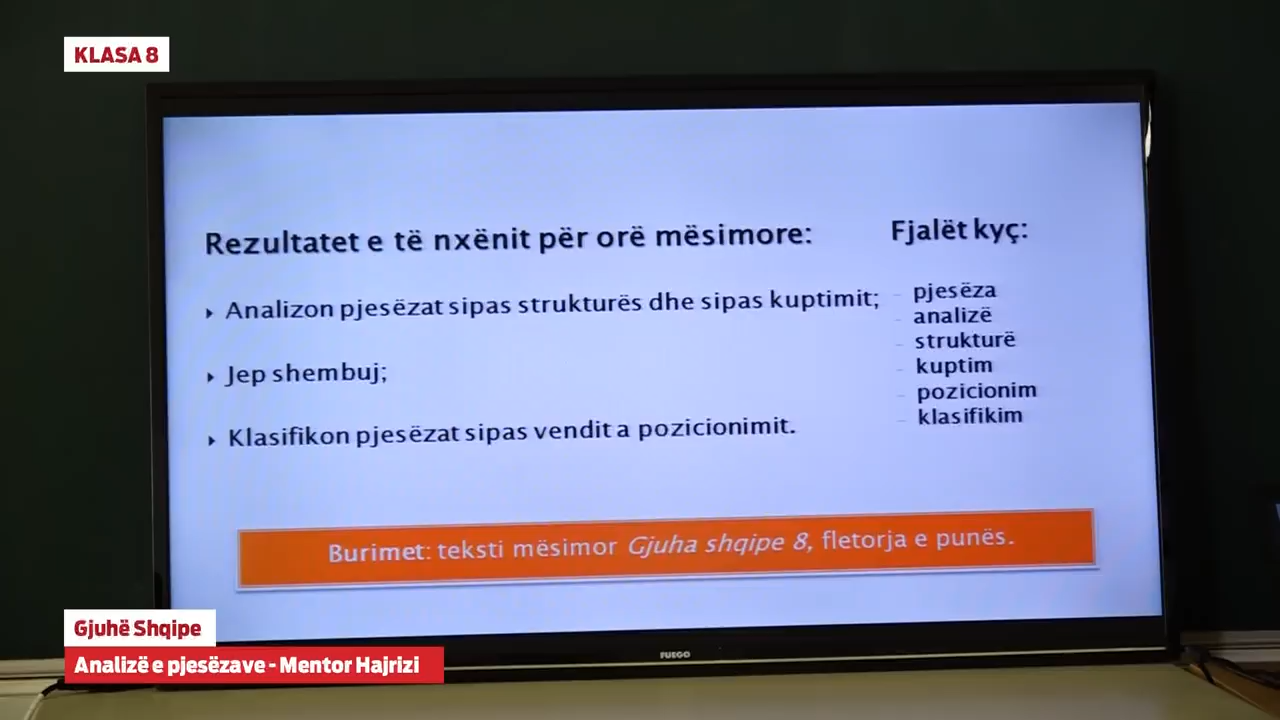 KLASA 8
Rezultatet e të nxënit për orë mësimore:
Analizon pjesëzat sipas strukturës dhe sipas kuptimit;
Jep shembuj;
Klasifikon pjesëzat sipas vendit a pozicionimit.
Fjalët kyç:
pjesëza
analizë
strukturë
kuptim
pozicionim
klasifikim
Burimet: teksti mësimor Gjuha shqipe 8, fletorja e punës.
FUEGO
Gjuhë Shqipe
Analizë e pjesëzave - Mentor Hajrizi